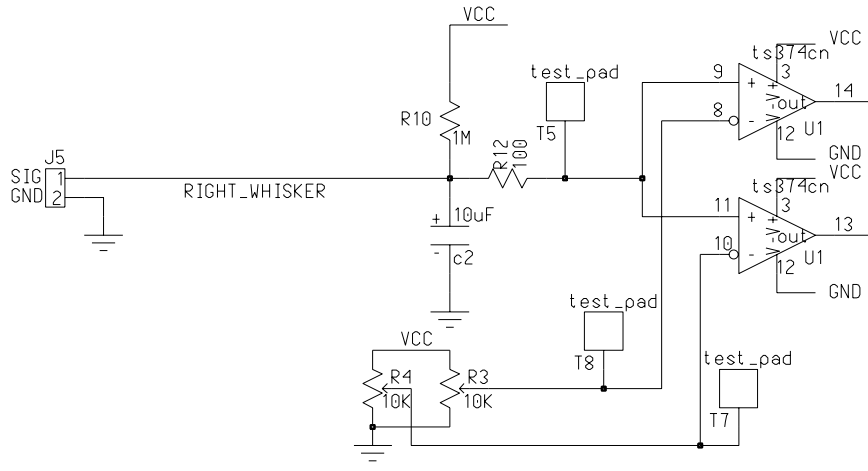 VCC
VCC
ts374cn
3
test_pad
9
+
+
V
14
8
-
V-
out
R10
1M
T5
12
U1
J5
R12
100
GND
SIG
1
VCC
GND
2
RIGHT_WHISKER
ts374cn
3
+
10uF
11
+
+
V
13
10
-
V-
out
-
c2
12
U1
GND
test_pad
VCC
T8
test_pad
R4
10K
R3
10K
T7